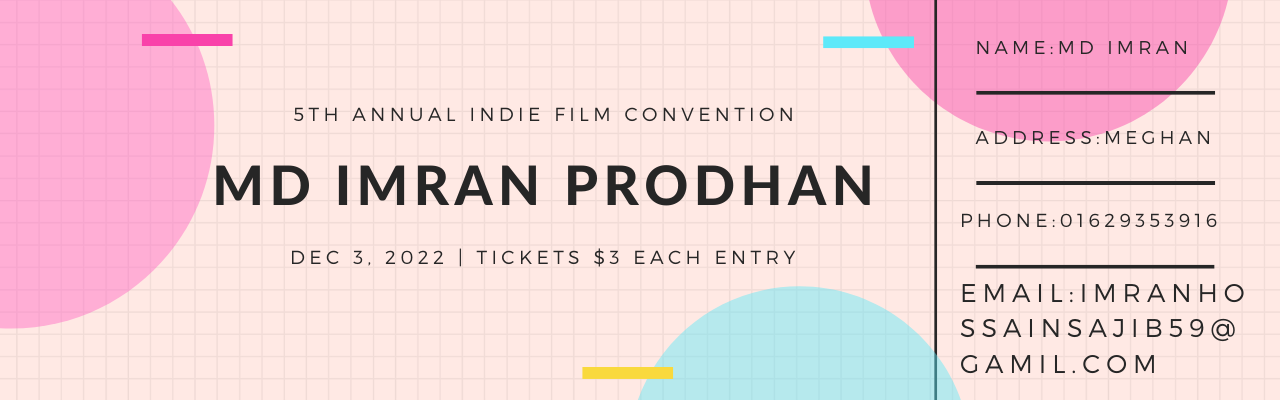 5TH ANNUAL INDIE FILM CONVENTION
MD IMRAN PRODHAN
DEC 3, 2022 | TICKETS $3 EACH ENTRY
NAME:MD IMRAN
ADDRESS:MEGHAN
PHONE:01629353916
EMAIL:IMRANHO
SSAINSAJIB59@
GAMIL.COM